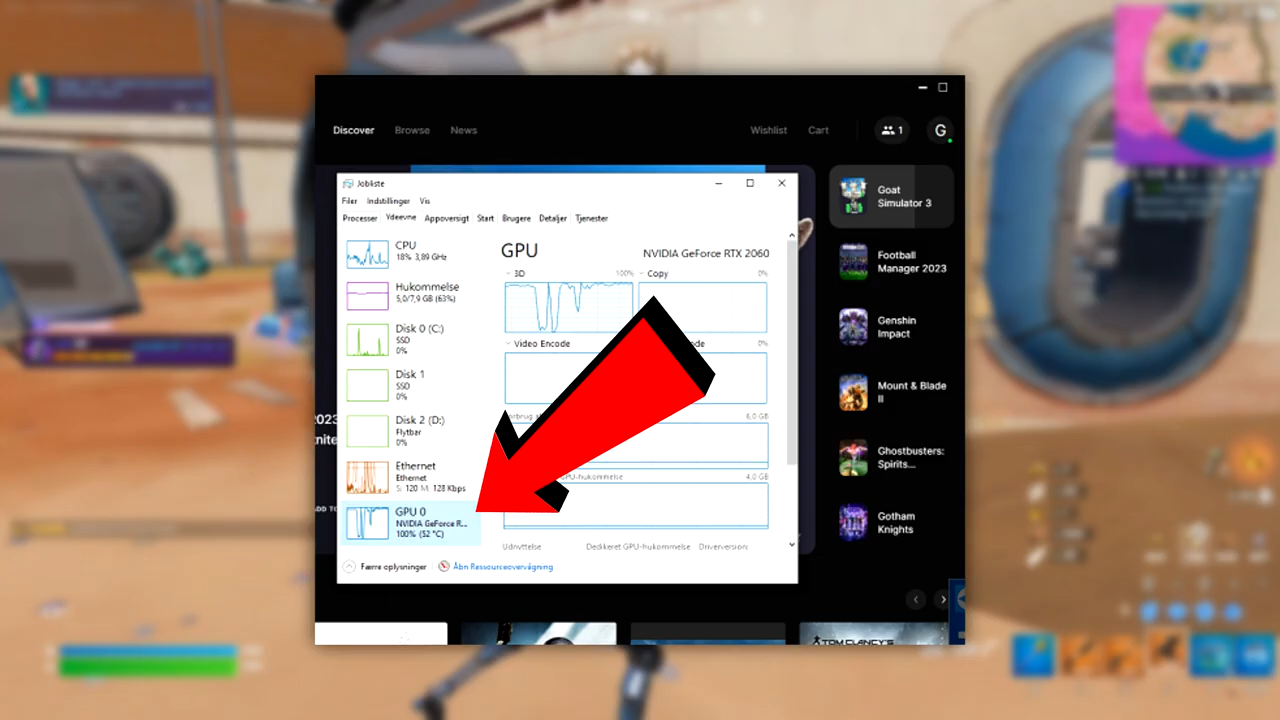 Discover Browse News Wishlist Cart 1 G
Jobliste
Filer Indstillinger Vis
Processer Ydeevne Appoversigt Start Brugere Detaljer Tjenester
CPU
18% 3,89 GHz
Hukommelse
5,0/7,9 GB (63%)
Disk 0 (C:)
SSD
0%
Disk 1
SSD
0%
Disk 2 (D:)
Flytbar
0%
Ethernet
Ethernet
S: 120 M: 128 Kbps
GPU 0
NVIDIA GeForce R...
100% (52 °C)
GPU NVIDIA GeForce RTX 2060
3D 100% Copy 0%
Video Encode 0%
6,0 GB
GPU-hukommelse 4,0 GB
Udnyttelse Dedikeret GPU-hukommelse Driverversion:
Færre oplysninger Åbn Ressourceovervågning
Goat
Simulator 3
Football
Manager 2023
Genshin
Impact
Mount & Blade
II
Ghostbusters:
Spirits...
Gotham
Knights
TOM CLANCY'S